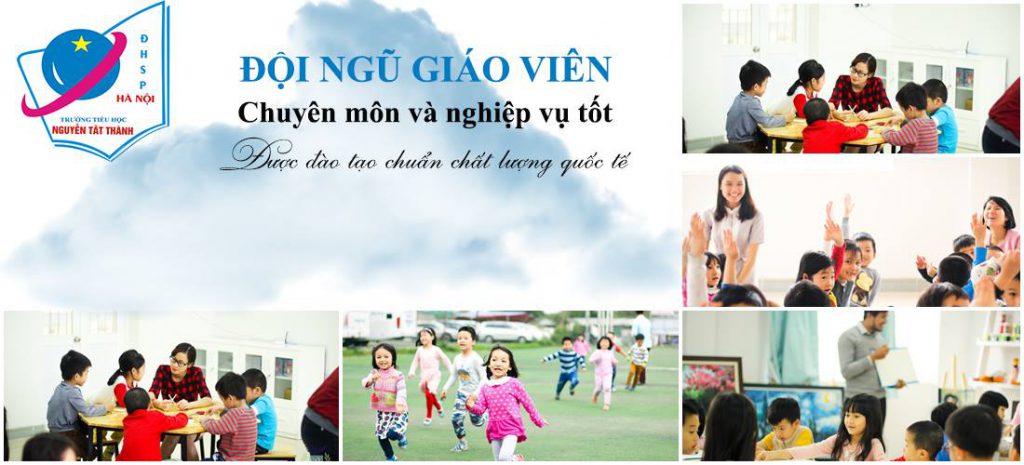 ĐHSP
HÀ NỘI
TRƯỜNG TIỂU HỌC
NGUYỄN TẤT THÀNH
ĐỘI NGŨ GIÁO VIÊN
Chuyên môn và nghiệp vụ tốt
Được đào tạo chuẩn chất lượng quốc tế